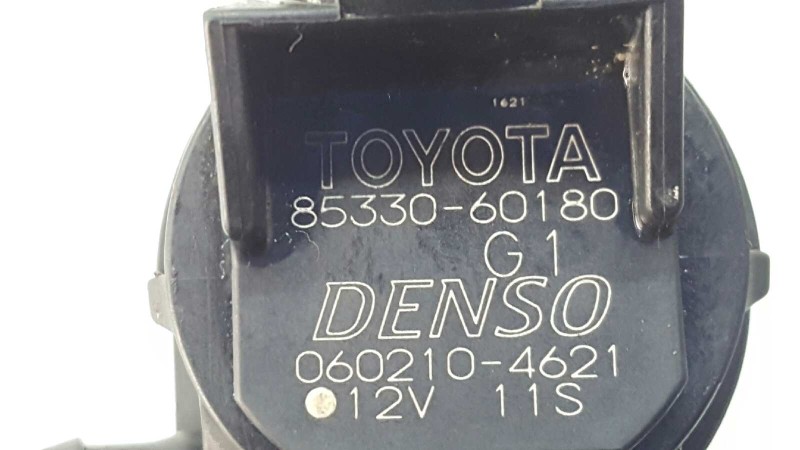 1621
TOYOTA
85330-60180
G1
DENSO
060210-4621
12V 11S